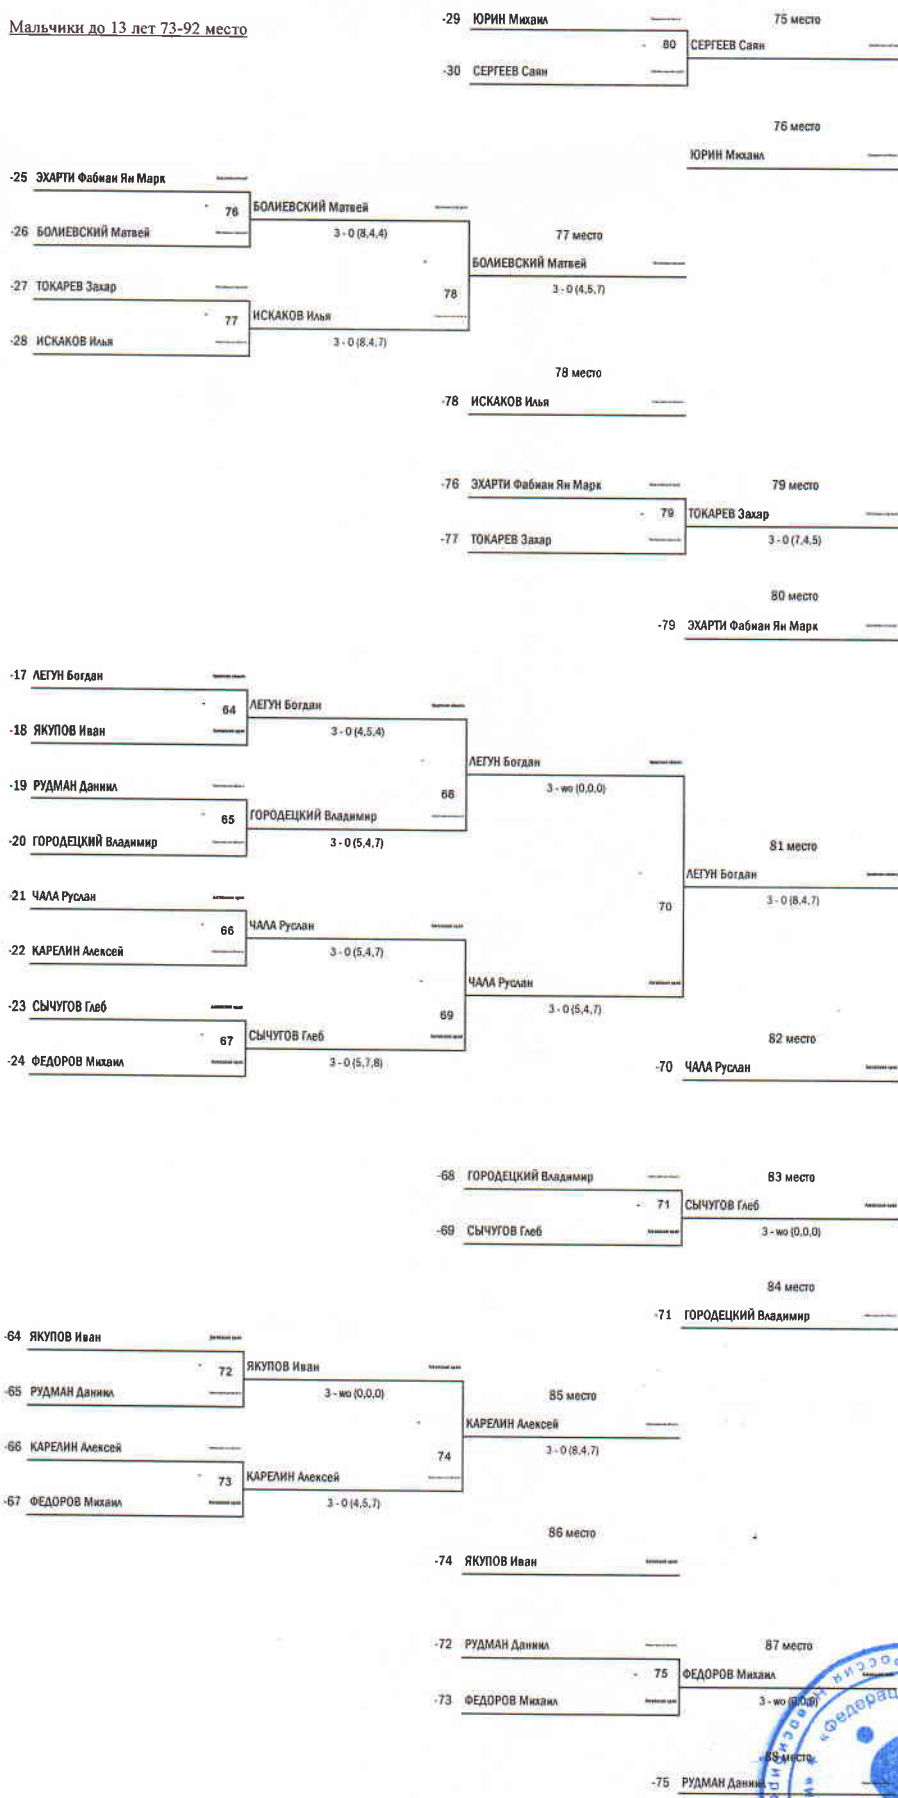 Мальчики до 13 лет 73-92 место
-29 ЮРИН Михаил
75 место
80 СЕРГЕЕВ Саян
-30 СЕРГЕЕВ Саян
76 место
ЮРИН Михаил
-25 ЭХАРТИ Фабиан Ян Марк
76 БОЛИЕВСКИЙ Матвей
-26 БОЛИЕВСКИЙ Матвей
3 - 0 (8,4,4)
77 место
БОЛИЕВСКИЙ Матвей
-27 ТОКАРЕВ Захар
78
3 - 0 (4,5,7)
77 ИСКАКОВ Илья
-28 ИСКАКОВ Илья
3 - 0 (8,4,7)
78 место
-78 ИСКАКОВ Илья
-76 ЭХАРТИ Фабиан Ян Марк
79 место
79 ТОКАРЕВ Захар
-77 ТОКАРЕВ Захар
3 - 0 (7,4,5)
80 место
-79 ЭХАРТИ Фабиан Ян Марк
-17 ЛЕГУН Богдан
64 ЛЕГУН Богдан
-18 ЯКУПОВ Иван
3 - 0 (4,5,4)
ЛЕГУН Богдан
-19 РУДМАН Даниил
68
3 - wo (0,0,0)
65 ГОРОДЕЦКИЙ Владимир
-20 ГОРОДЕЦКИЙ Владимир
3 - 0 (5,4,7)
81 место
ЛЕГУН Богдан
-21 ЧАЛА Руслан
70
3 - 0 (8,4,7)
66 ЧАЛА Руслан
-22 КАРЕЛИН Алексей
3 - 0 (5,4,7)
ЧАЛА Руслан
-23 СЫЧУГОВ Глеб
69
3 - 0 (5,4,7)
67 СЫЧУГОВ Глеб
-24 ФЕДОРОВ Михаил
3 - 0 (5,7,8)
82 место
-70 ЧАЛА Руслан
-68 ГОРОДЕЦКИЙ Владимир
83 место
71 СЫЧУГОВ Глеб
-69 СЫЧУГОВ Глеб
3 - wo (0,0,0)
84 место
-71 ГОРОДЕЦКИЙ Владимир
-64 ЯКУПОВ Иван
72 ЯКУПОВ Иван
-65 РУДМАН Даниил
3 - wo (0,0,0)
85 место
КАРЕЛИН Алексей
-66 КАРЕЛИН Алексей
74
3 - 0 (8,4,7)
73 КАРЕЛИН Алексей
-67 ФЕДОРОВ Михаил
3 - 0 (4,5,7)
86 место
-74 ЯКУПОВ Иван
-72 РУДМАН Даниил
87 место
75 ФЕДОРОВ Михаил
-73 ФЕДОРОВ Михаил
3 - wo (0,0,0)
88 место
-75 РУДМАН Даниил